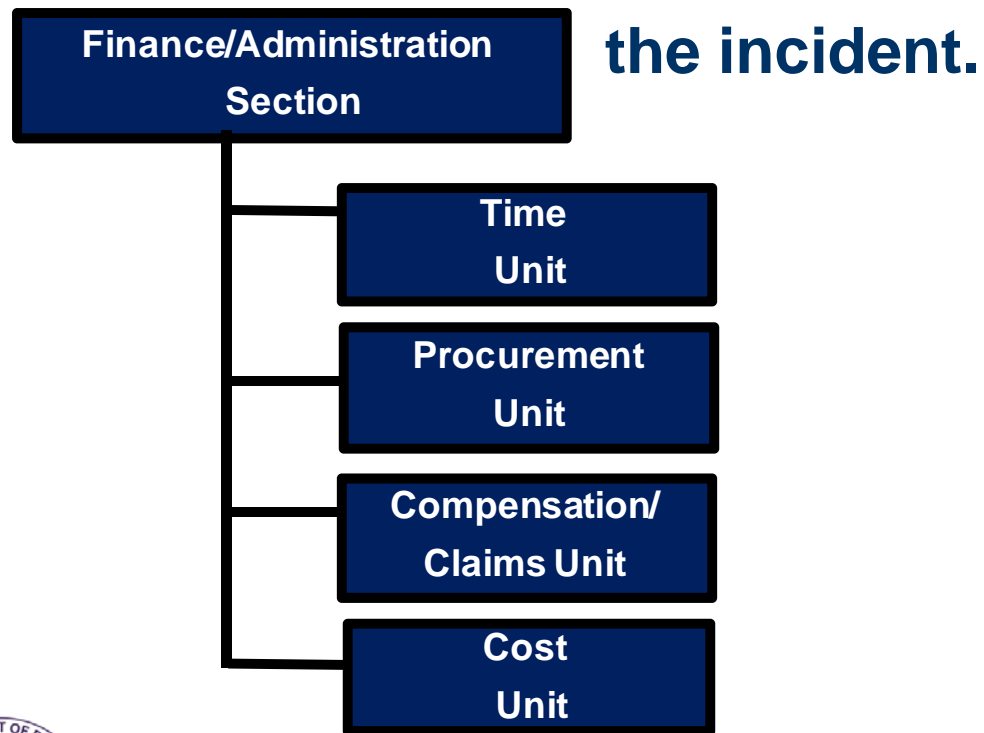 Finance/Administration
Section
the incident.
Time
Unit
Procurement
Unit
Compensation/
Claims Unit
Cost
Unit